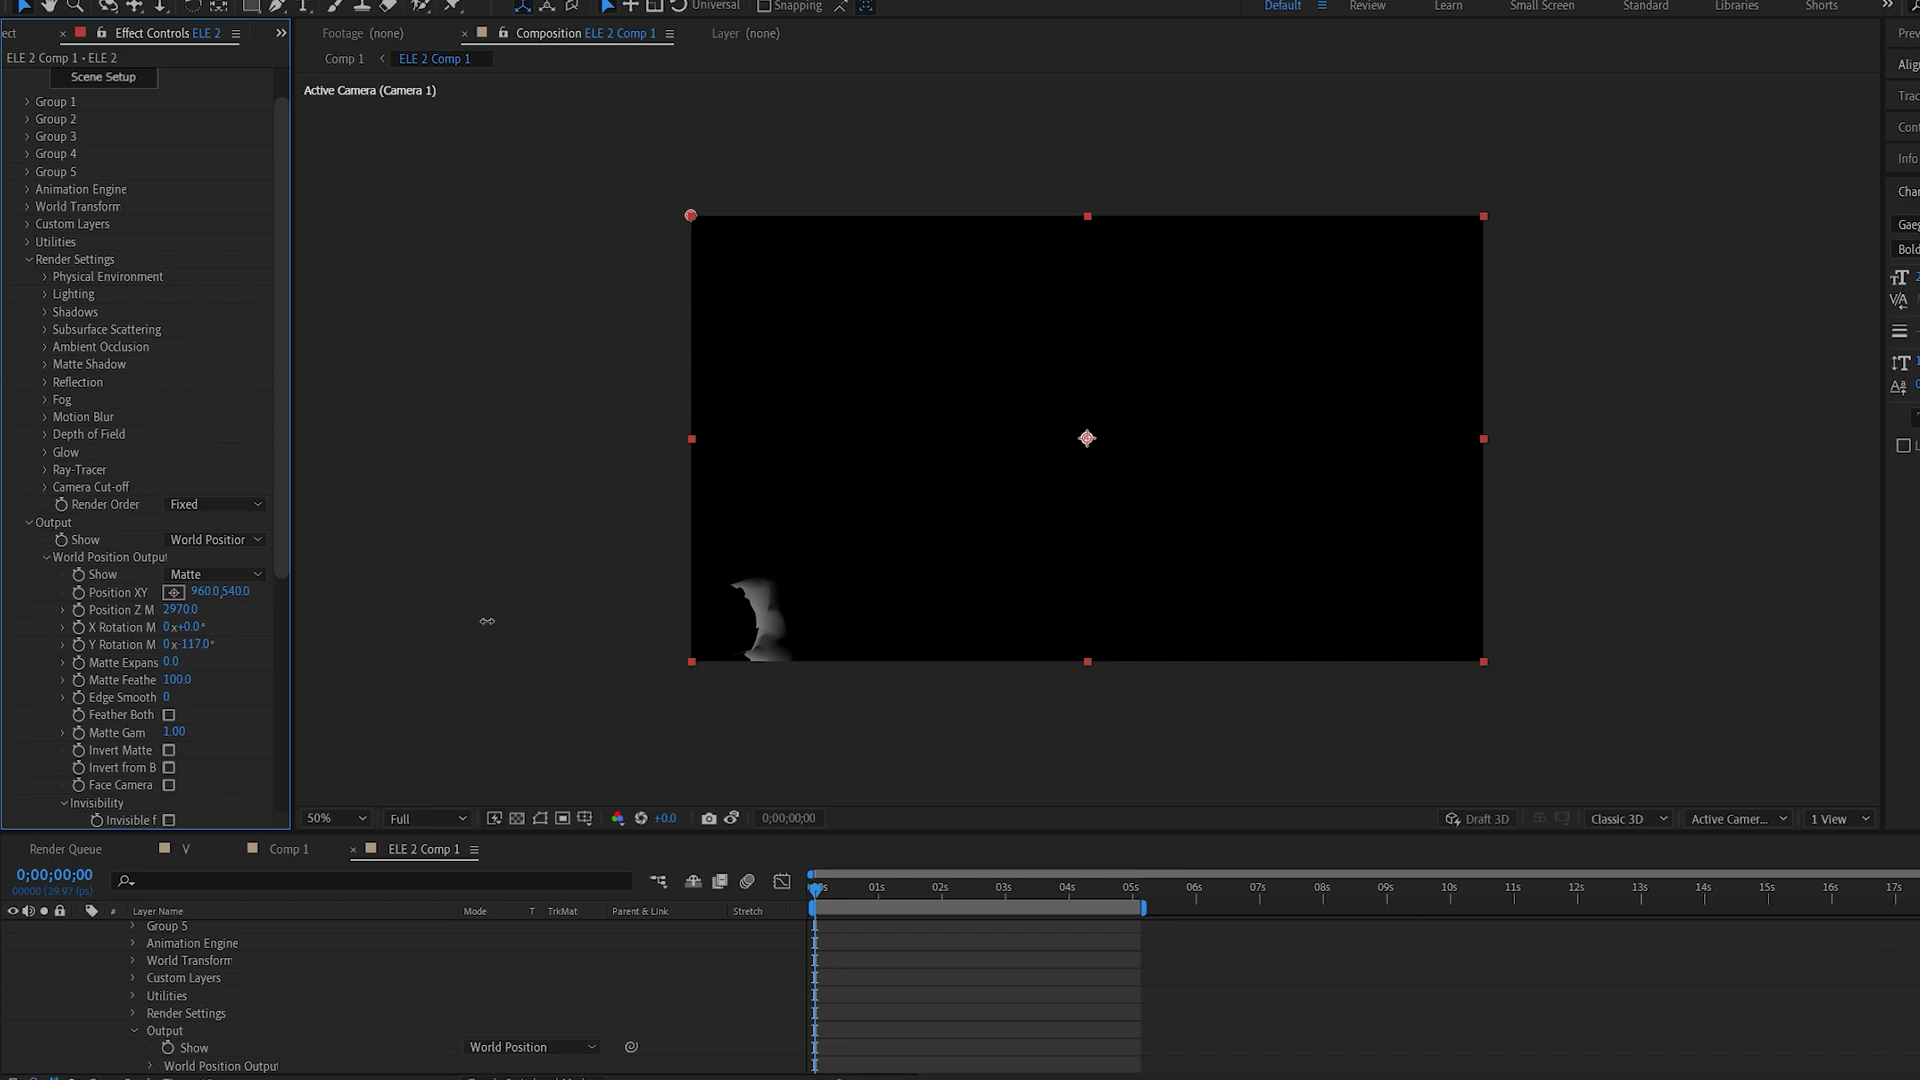 Universal
Snapping
Default
Review
Learn
Small Screen
Standard
Libraries
Shorts
Effect Controls ELE 2
Footage (none)
Composition ELE 2 Comp 1
Layer (none)
ELE 2 Comp 1 • ELE 2
Comp 1
ELE 2 Comp 1
Scene Setup
Active Camera (Camera 1)
Group 1
Group 2
Group 3
Group 4
Group 5
Animation Engine
World Transform
Custom Layers
Utilities
Render Settings
Physical Environment
Lighting
Shadows
Subsurface Scattering
Ambient Occlusion
Matte Shadow
Reflection
Fog
Motion Blur
Depth of Field
Glow
Ray-Tracer
Camera Cut-off
Render Order Fixed
Output
Show World Positior
World Position Output
Show Matte
Position XY 960.0,540.0
Position Z M 2970.0
X Rotation M 0x+0.0°
Y Rotation M 0x-117.0°
Matte Expans 0.0
Matte Feathe 100.0
Edge Smooth 0
Feather Both
Matte Gam 1.00
Invert Matte
Invert from B
Face Camera
Invisibility
Invisible f
Prev
Align
Trac
Cont
Info
Char
Gaeg
Bold
50%
Full
+0.0
0;00;00;00
Draft 3D
Classic 3D
Active Camer...
1 View
Render Queue
V
Comp 1
ELE 2 Comp 1
0;00;00;00
00000 (29.97 fps)
01s 02s 03s 04s 05s 06s 07s 08s 09s 10s 11s 12s 13s 14s 15s 16s 17s
# Layer Name Mode T TrkMat Parent & Link Stretch
Group 5
Animation Engine
World Transform
Custom Layers
Utilities
Render Settings
Output
Show World Position
World Position Output